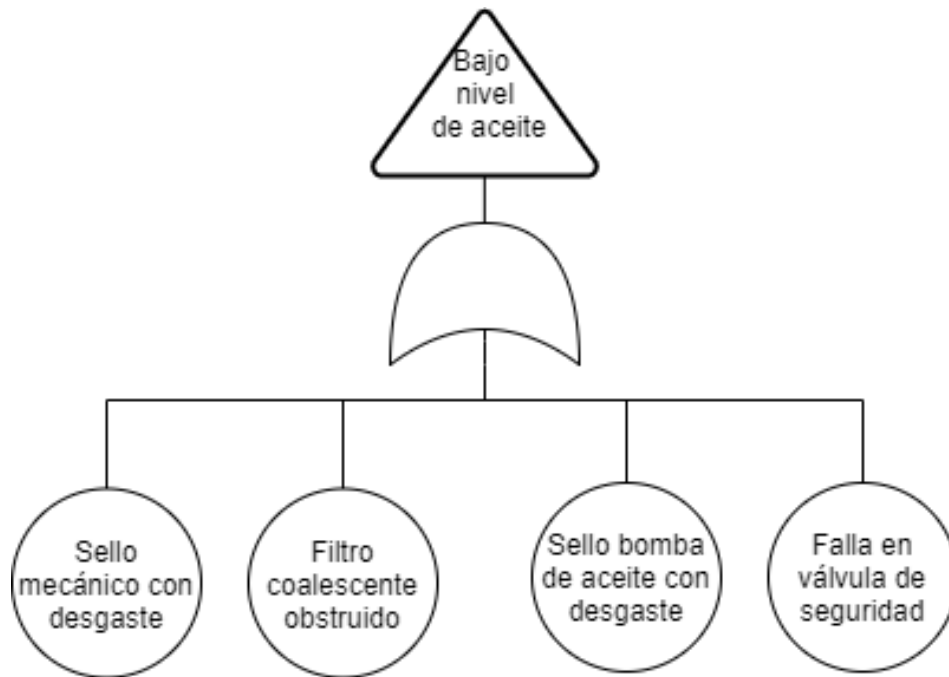 Bajo
nivel
de aceite
Sello
mecánico con
desgaste
Filtro
coalescente
obstruido
Sello bomba
de aceite con
desgaste
Falla en
válvula de
seguridad